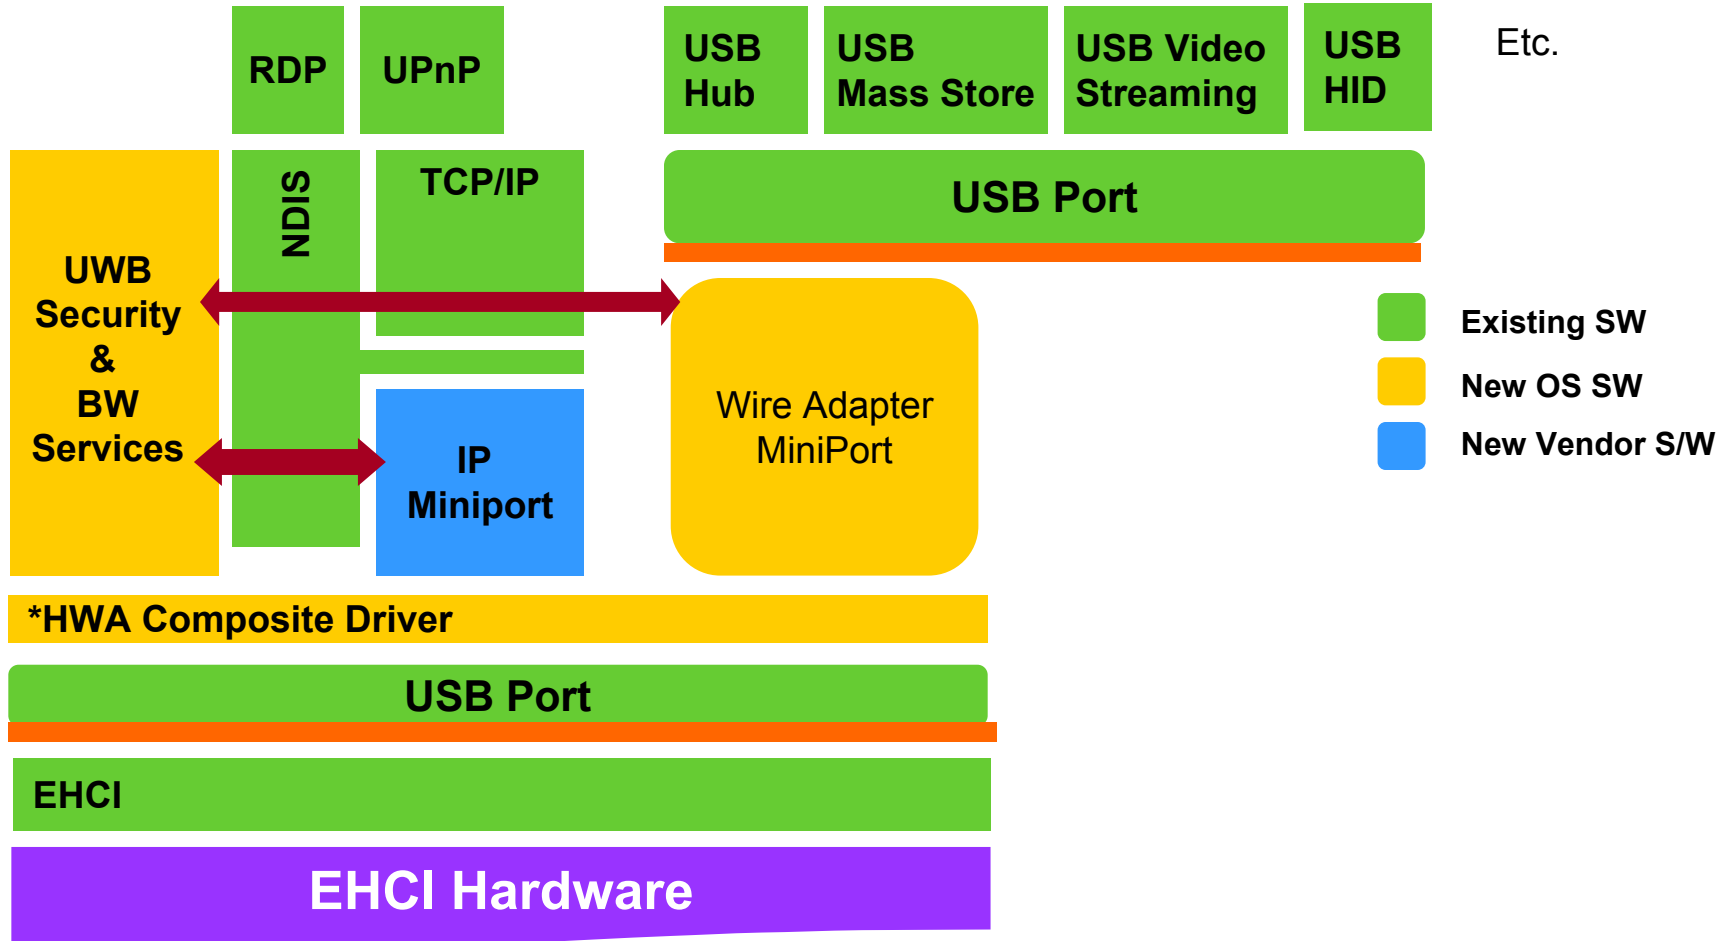 RDP
UPnP
USB
Hub
USB
Mass Store
USB Video
Streaming
USB
HID
Etc.
UWB
Security
&
BW
Services
NDIS
TCP/IP
USB Port
IP
Miniport
Wire Adapter
MiniPort
Existing SW
New OS SW
New Vendor S/W
*HWA Composite Driver
USB Port
EHCI
EHCI Hardware